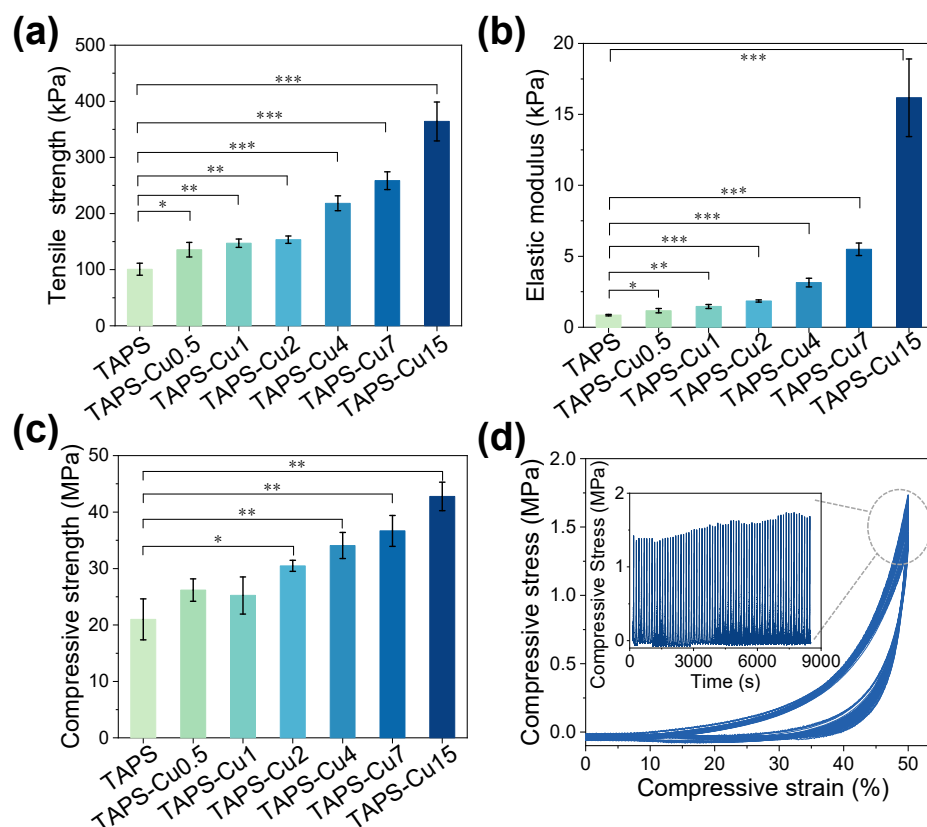 (a)
Tensile strength (kPa)
500
400
300
200
100
0
***
***
***
**
**
*
TAPS
TAPS-Cu0.5
TAPS-Cu1
TAPS-Cu2
TAPS-Cu4
TAPS-Cu7
TAPS-Cu15
(b)
Elastic modulus (kPa)
20
15
10
5
0
***
***
***
***
**
*
TAPS
TAPS-Cu0.5
TAPS-Cu1
TAPS-Cu2
TAPS-Cu4
TAPS-Cu7
TAPS-Cu15
(c)
Compressive strength (MPa)
50
40
30
20
10
0
**
**
**
*
TAPS
TAPS-Cu0.5
TAPS-Cu1
TAPS-Cu2
TAPS-Cu4
TAPS-Cu7
TAPS-Cu15
(d)
Compressive stress (MPa)
2.0
1.5
1.0
0.5
0.0
0 10 20 30 40 50
Compressive strain (%)
Compressive Stress (MPa)
2
1
0
0 3000 6000 9000
Time (s)